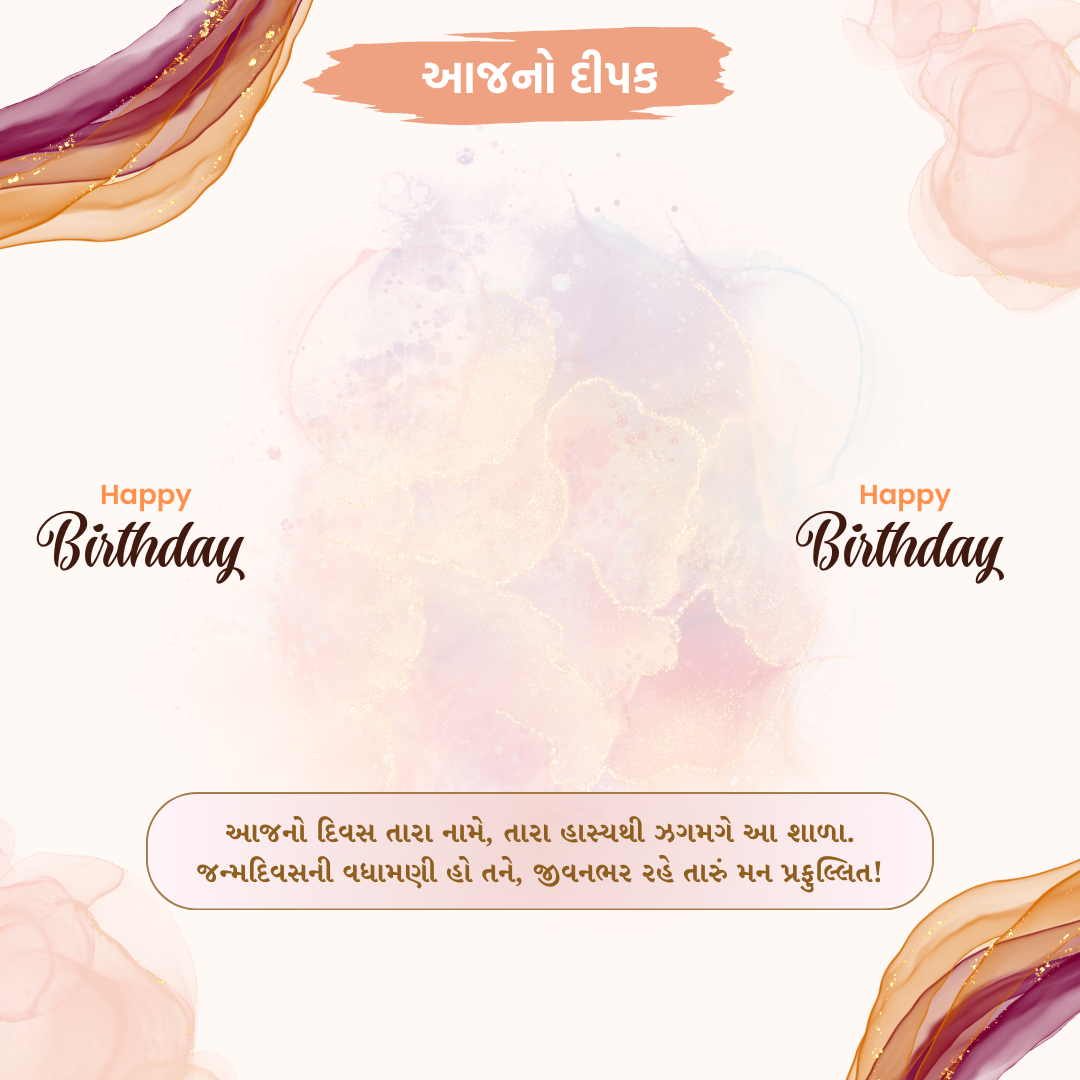 આજનો દીપક
Happy
Birthday
Happy
Birthday
આજનો દિવસ તારા નામે, તારા હાસ્યથી ઝગમગે આ શાળા.
જન્મદિવસની વધામણી હો તને, જીવનભર રહે તારું મન પ્રફુલ્લિત!